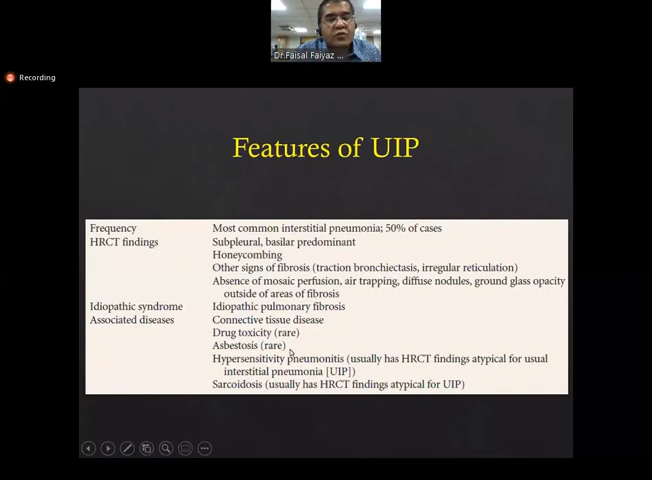 Dr.Faisal Faiyaz ...
Recording
Features of UIP
Frequency Most common interstitial pneumonia; 50% of cases
HRCT findings Subpleural, basilar predominant
Honeycombing
Other signs of fibrosis (traction bronchiectasis, irregular reticulation)
Absence of mosaic perfusion, air trapping, diffuse nodules, ground glass opacity
outside of areas of fibrosis
Idiopathic syndrome Idiopathic pulmonary fibrosis
Associated diseases Connective tissue disease
Drug toxicity (rare)
Asbestosis (rare)
Hypersensitivity pneumonitis (usually has HRCT findings atypical for usual
interstitial pneumonia [UIP])
Sarcoidosis (usually has HRCT findings atypical for UIP)